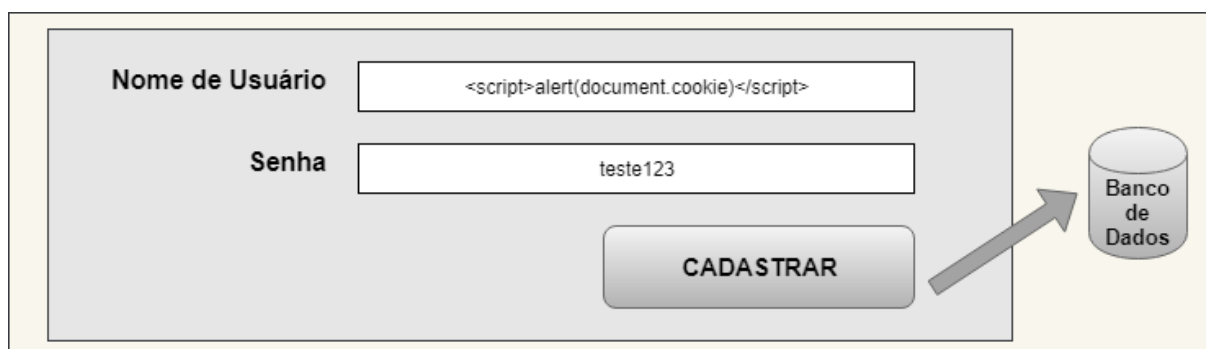 Nome de Usuário
<script>alert(document.cookie)</script>
Senha
teste123
CADASTRAR
Banco
de
Dados